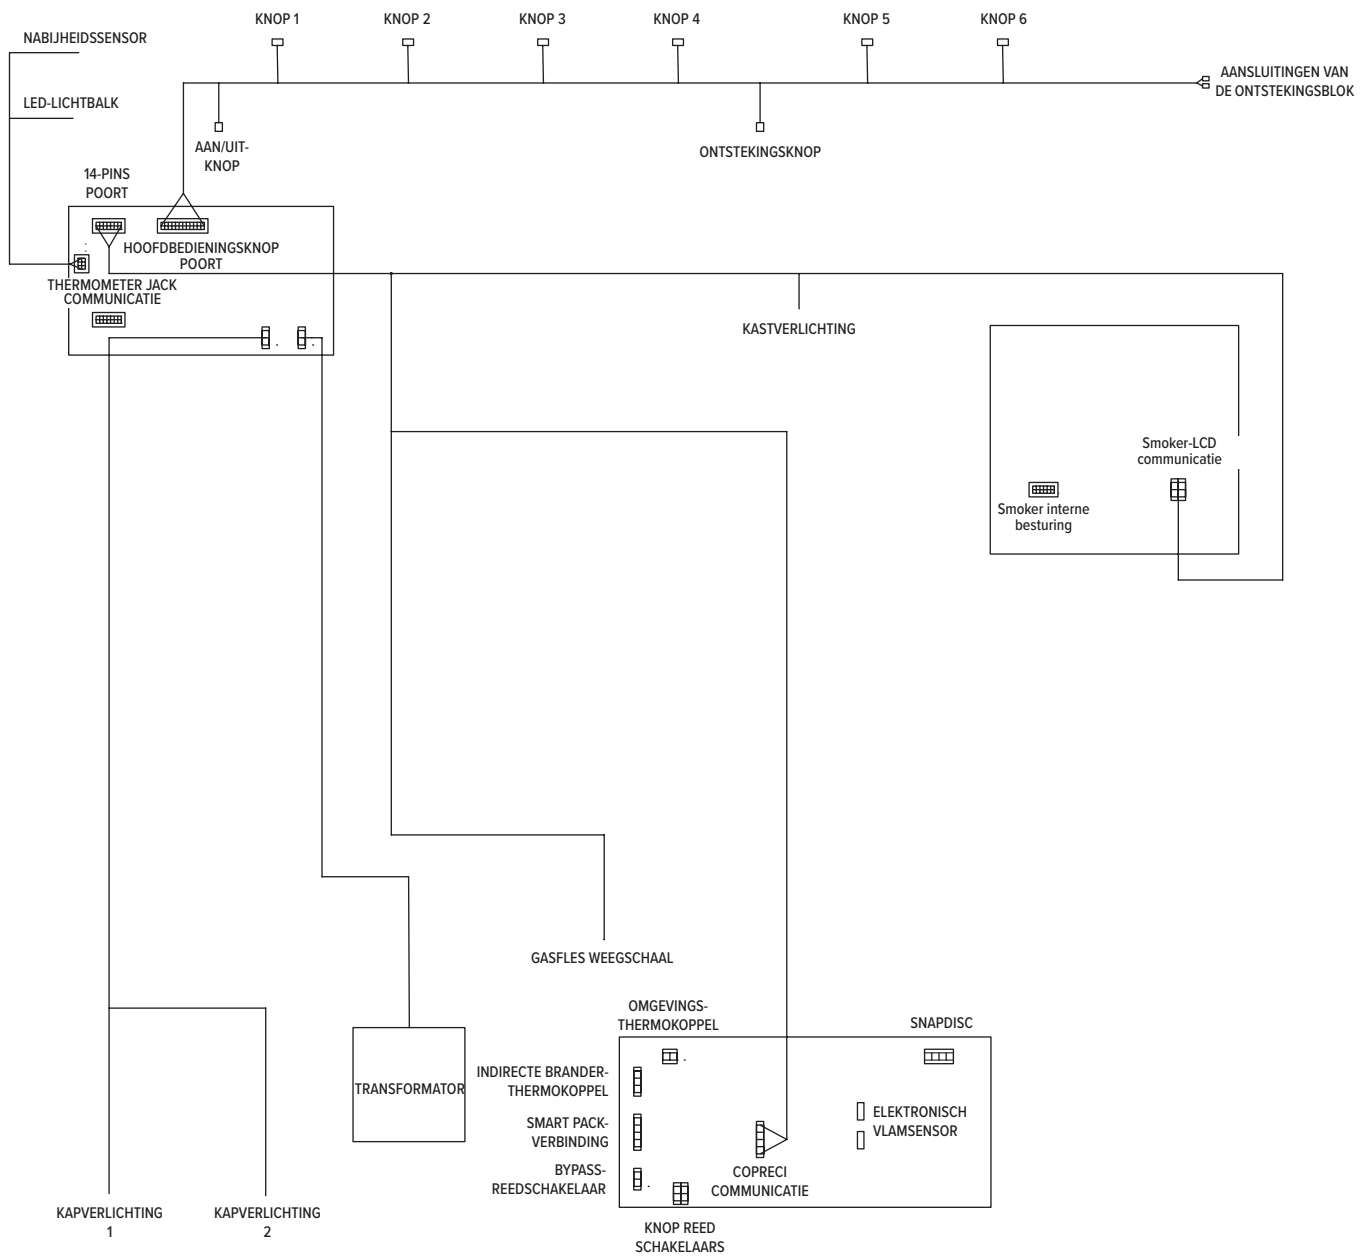 KNOP 1
KNOP 2
KNOP 3
KNOP 4
KNOP 5
KNOP 6
NABIJHEIDSSENSOR
AANSLUITINGEN VAN
DE ONTSTEKINGSBLOK
LED-LICHTBALK
AAN/UIT-
KNOP
ONTSTEKINGSKNOP
14-PINS
POORT
HOOFDBEDIENINGSKNOP
POORT
THERMOMETER JACK
COMMUNICATIE
KASTVERLICHTING
Smoker-LCD
communicatie
Smoker interne
besturing
GASFLES WEEGSCHAAL
OMGEVINGS-
THERMOKOPPEL
SNAPDISC
INDIRECTE BRANDER-
THERMOKOPPEL
TRANSFORMATOR
SMART PACK-
VERBINDING
ELEKTRONISCH
VLAMSENSOR
BYPASS-
REEDSCHAKELAAR
COPRECI
COMMUNICATIE
KAPVERLICHTING
1
KAPVERLICHTING
2
KNOP REED
SCHAKELAARS